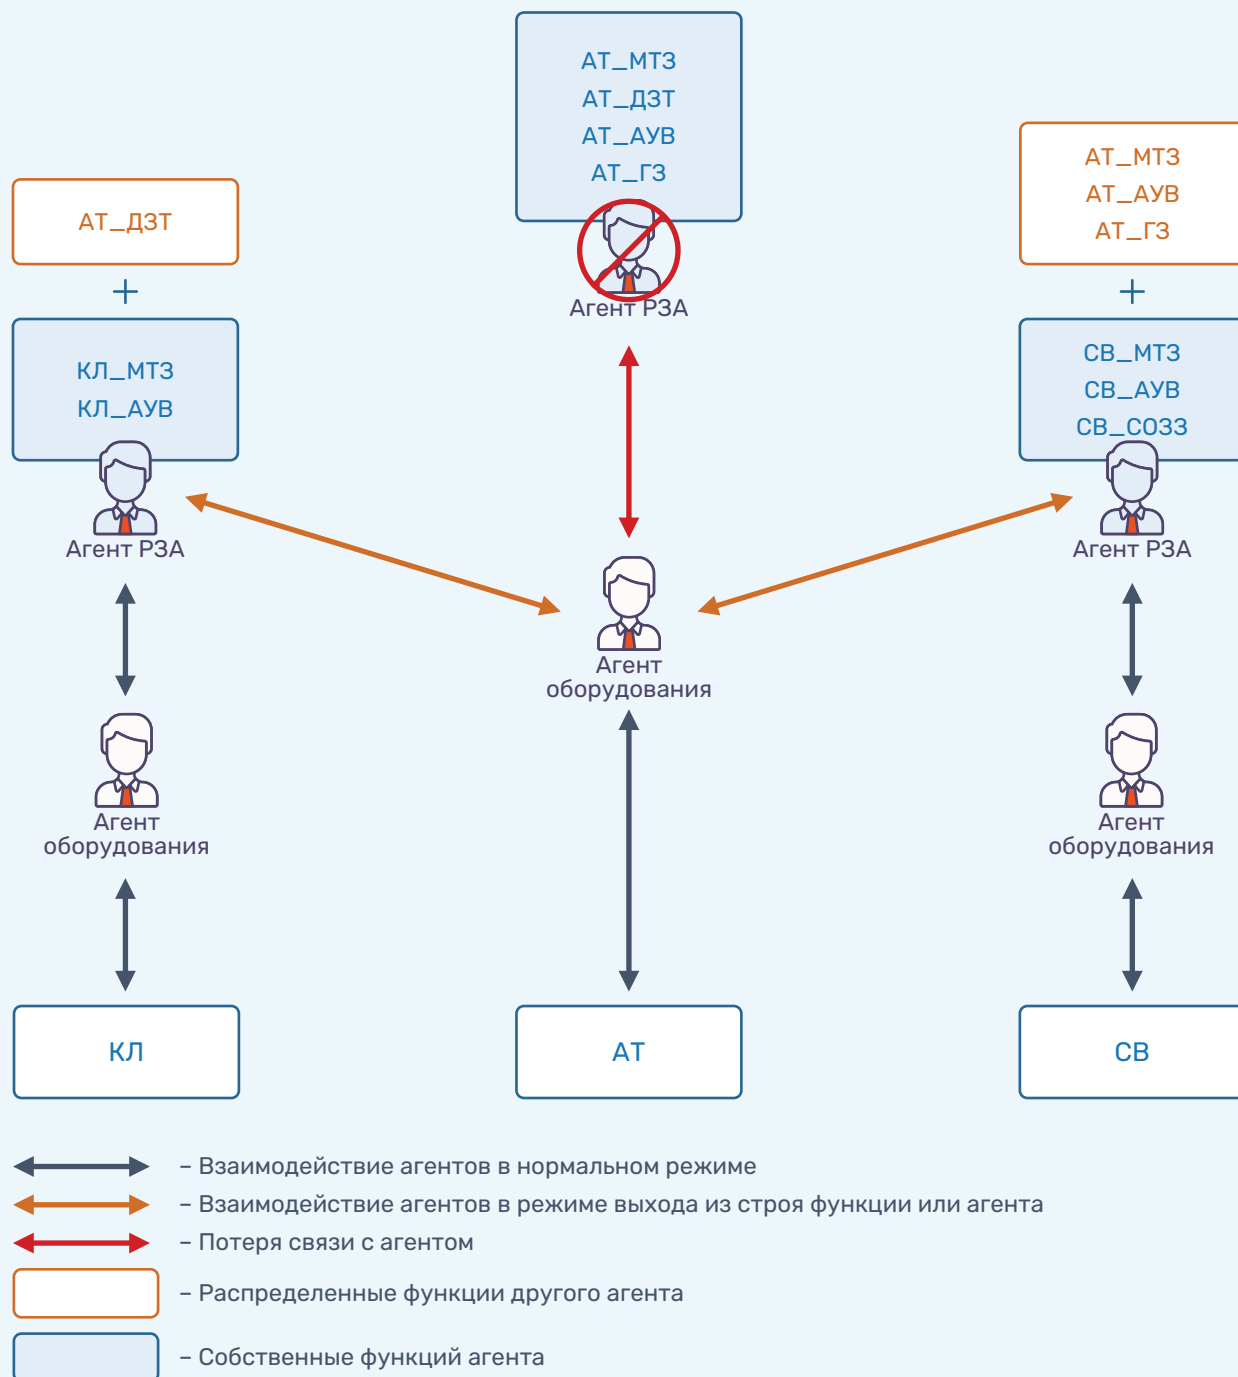 АТ_МТЗ
АТ_ДЗТ
АТ_АУВ
АТ_ГЗ
Агент РЗА
АТ_ДЗТ
+
КЛ_МТЗ
КЛ_АУВ
Агент РЗА
АТ_МТЗ
АТ_АУВ
АТ_ГЗ
+
СВ_МТЗ
СВ_АУВ
СВ_СОЗЗ
Агент РЗА
Агент
оборудования
Агент
оборудования
Агент
оборудования
КЛ
АТ
СВ
– Взаимодействие агентов в нормальном режиме
– Взаимодействие агентов в режиме выхода из строя функции или агента
– Потеря связи с агентом
– Распределенные функции другого агента
– Собственные функций агента